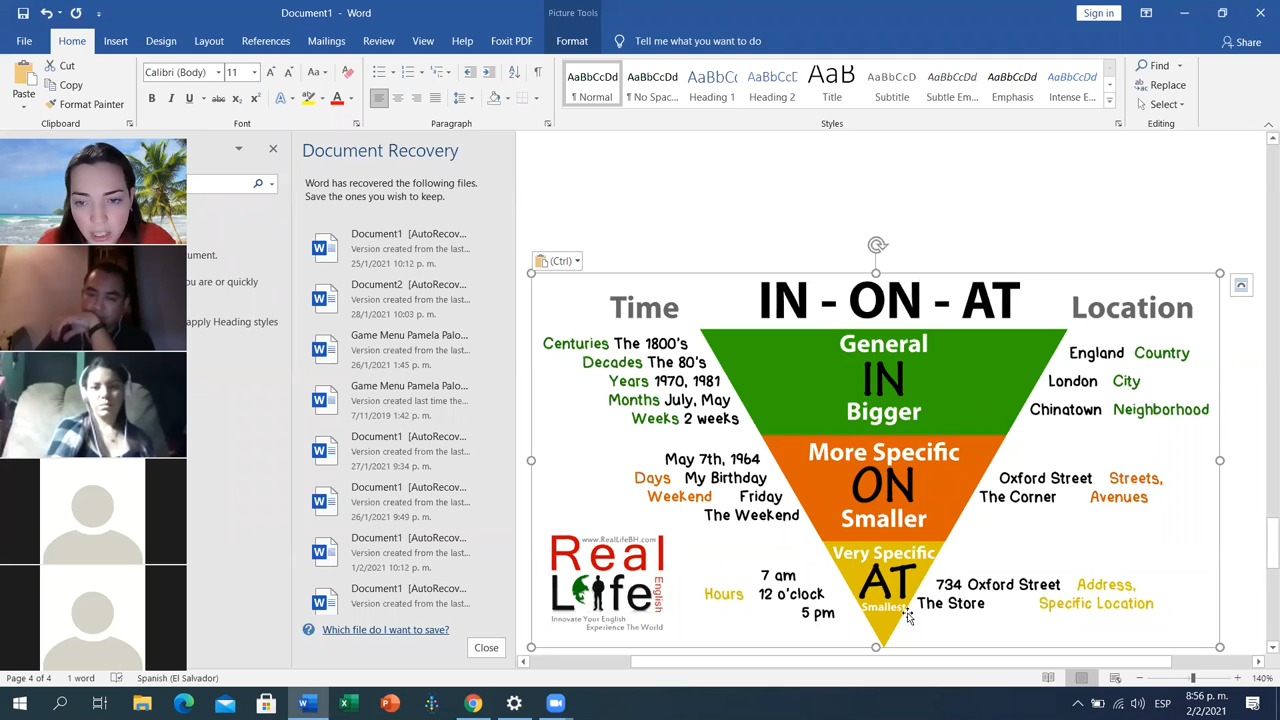 Document1 - Word
Picture Tools
Sign in
File
Home
Insert
Design
Layout
References
Mailings
Review
View
Help
Foxit PDF
Format
Tell me what you want to do
Share
Paste
Cut
Copy
Format Painter
Clipboard
Calibri (Body)
11
Font
Paragraph
AaBbCcDd
¶ Normal
AaBbCcDd
¶ No Spac...
AaBbCc
Heading 1
AaBbCcC
Heading 2
AaB
Title
AaBbCcD
Subtitle
AaBbCcDd
Subtle Em...
AaBbCcDd
Emphasis
AaBbCcDd
Intense E...
Styles
Find
Replace
Select
Editing
cument.
you are or quickly
apply Heading styles
Document Recovery
Word has recovered the following files.
Save the ones you wish to keep.
Document1 [AutoRecov...
Version created from the last...
25/1/2021 10:12 p. m.
Document2 [AutoRecov...
Version created from the last...
28/1/2021 10:03 p. m.
Game Menu Pamela Palo...
Version created from the last...
26/1/2021 1:45 p. m.
Game Menu Pamela Palo...
Version created last time the...
7/11/2019 1:42 p. m.
Document1 [AutoRecov...
Version created from the last...
27/1/2021 9:34 p. m.
Document1 [AutoRecov...
Version created from the last...
26/1/2021 9:49 p. m.
Document1 [AutoRecov...
Version created from the last...
1/2/2021 10:12 p. m.
Document1 [AutoRecov...
Version created from the last...
Which file do I want to save?
Close
(Ctrl)
Time
IN - ON - AT
Location
Centuries The 1800's
Decades The 80's
Years 1970, 1981
Months July, May
Weeks 2 weeks
General
IN
Bigger
England Country
London City
Chinatown Neighborhood
May 7th, 1964
Days My Birthday
Weekend Friday
The Weekend
More Specific
ON
Smaller
Oxford Street Streets,
The Corner Avenues
www.RealLifeBH.com
Real
Life
English
Innovate Your English
Experience The World
7 am
Hours 12 o'clock
5 pm
Very Specific
AT
Smallest
734 Oxford Street Address,
The Store Specific Location
Page 4 of 4
1 word
Spanish (El Salvador)
140%
ESP
8:56 p. m.
2/2/2021